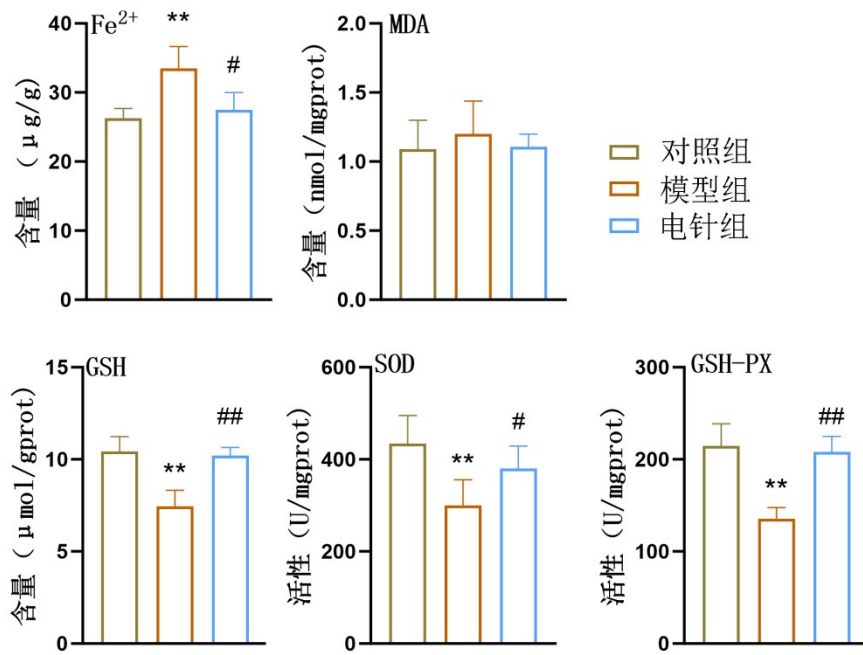 Fe²⁺
含量 (μg/g)
40
30
20
10
0
**
#
MDA
含量 (nmol/mgprot)
2.0
1.5
1.0
0.5
0.0
对照组
模型组
电针组
GSH
含量 (μmol/gprot)
15
10
5
0
**
##
SOD
活性 (U/mgprot)
600
400
200
0
**
#
GSH-PX
活性 (U/mgprot)
300
200
100
0
**
##